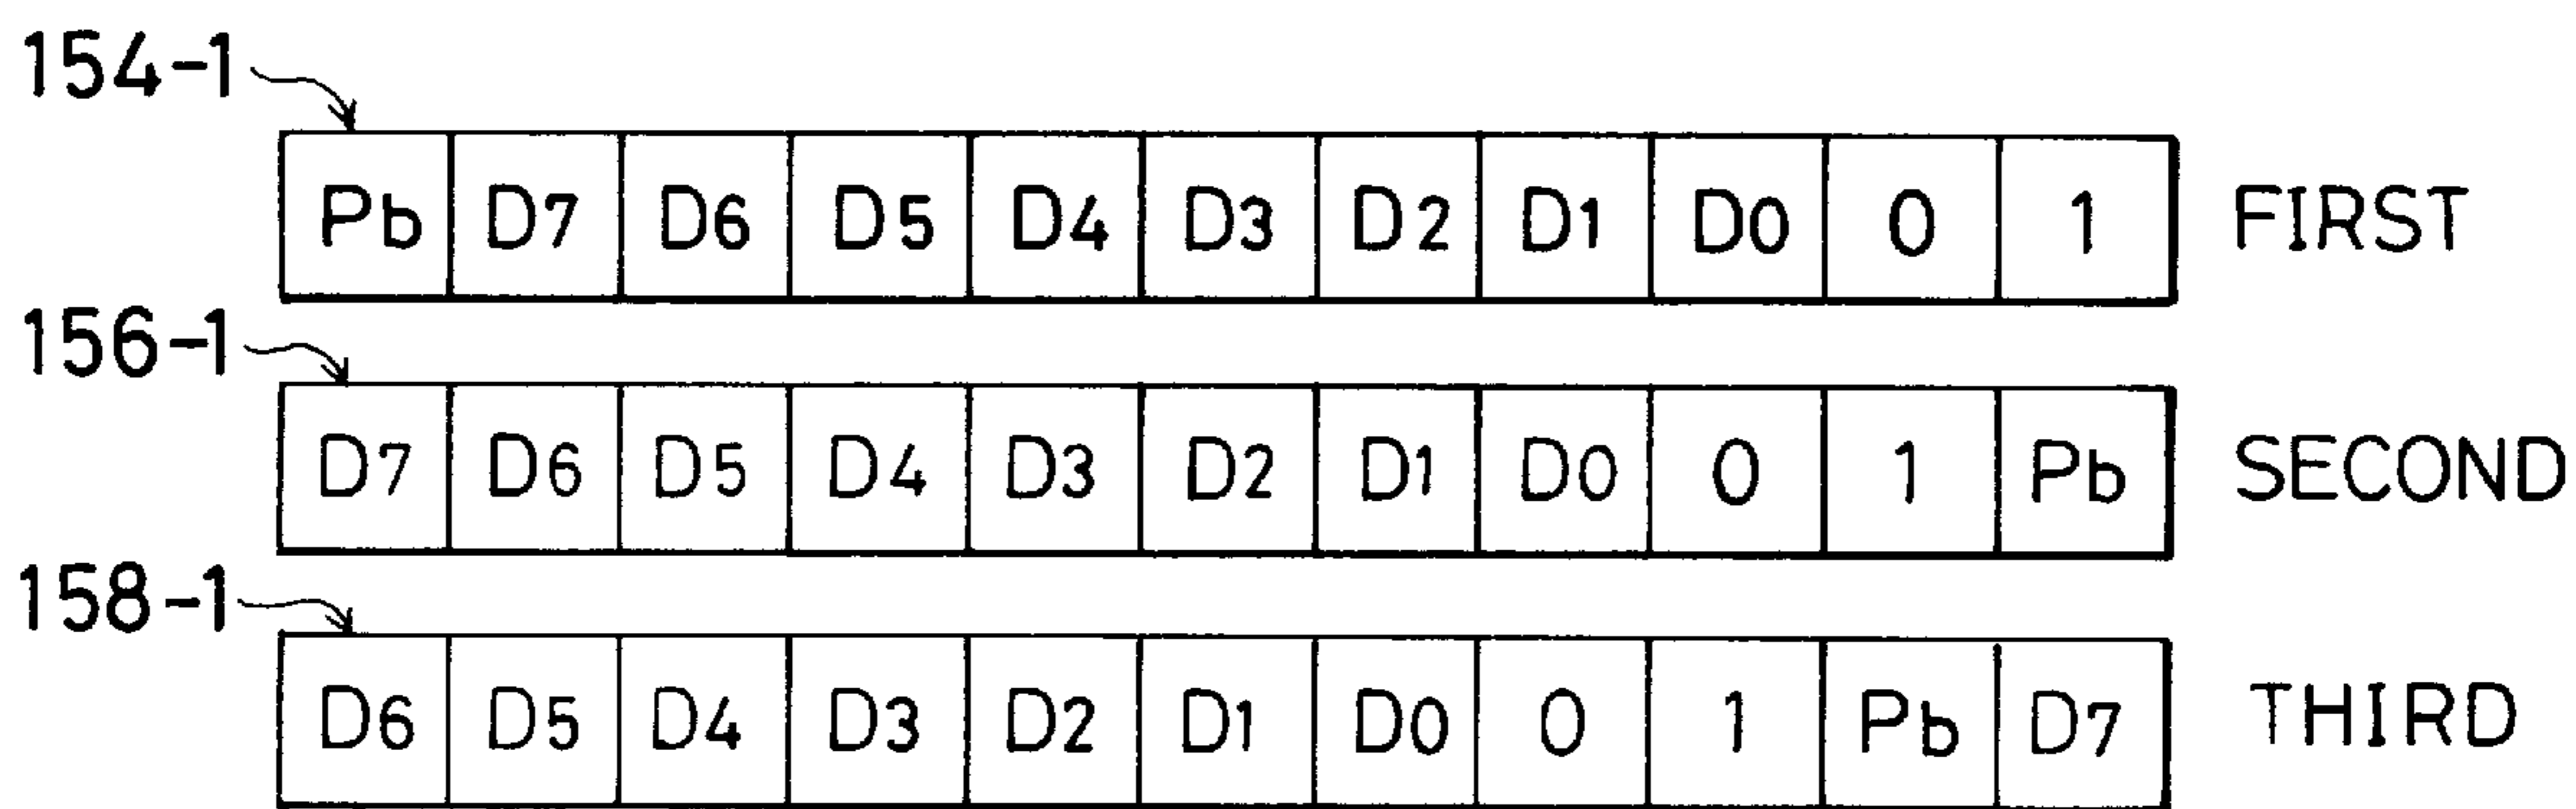 154-1
Pb D7 D6 D5 D4 D3 D2 D1 D0 0 1 FIRST
156-1
D7 D6 D5 D4 D3 D2 D1 D0 0 1 Pb SECOND
158-1
D6 D5 D4 D3 D2 D1 D0 0 1 Pb D7 THIRD